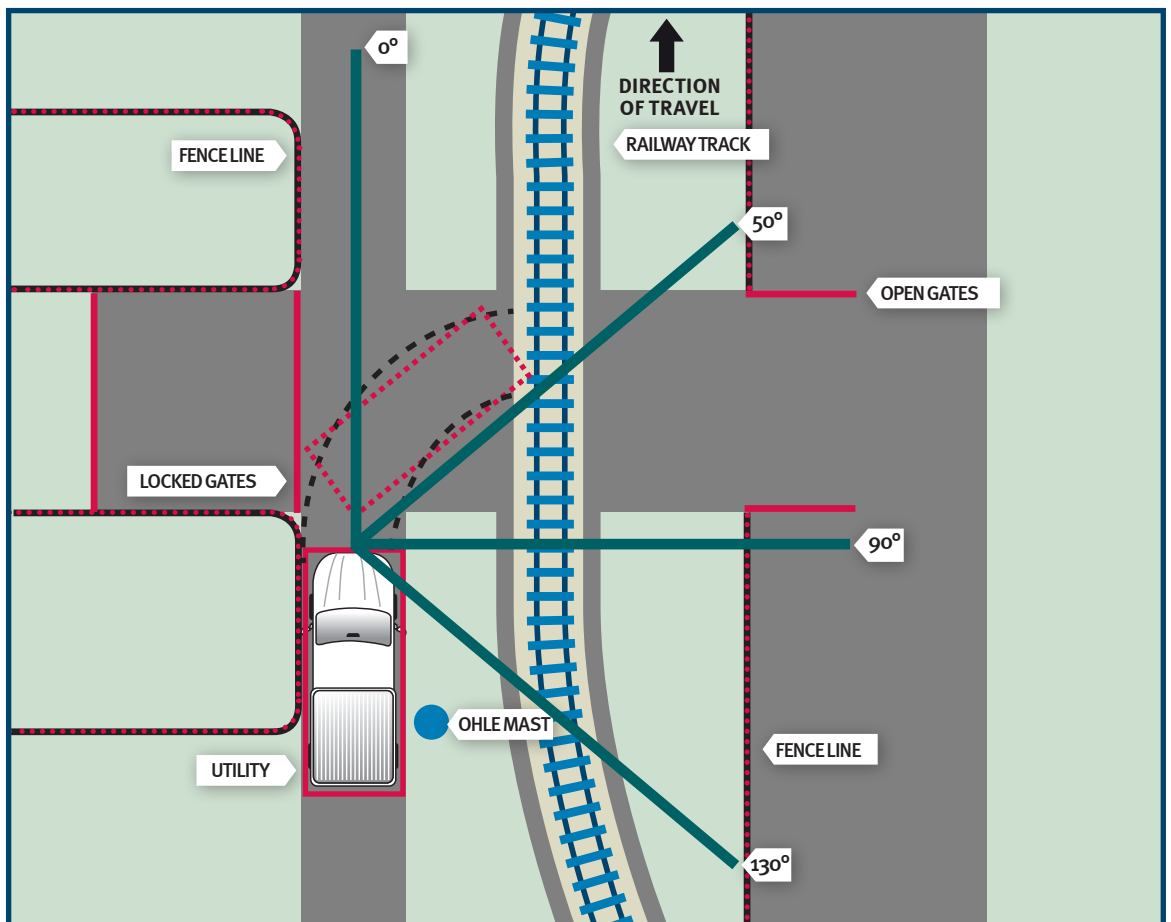 0°
DIRECTION
OF TRAVEL
RAILWAY TRACK
FENCE LINE
50°
OPEN GATES
LOCKED GATES
90°
OHLE MAST
FENCE LINE
UTILITY
130°